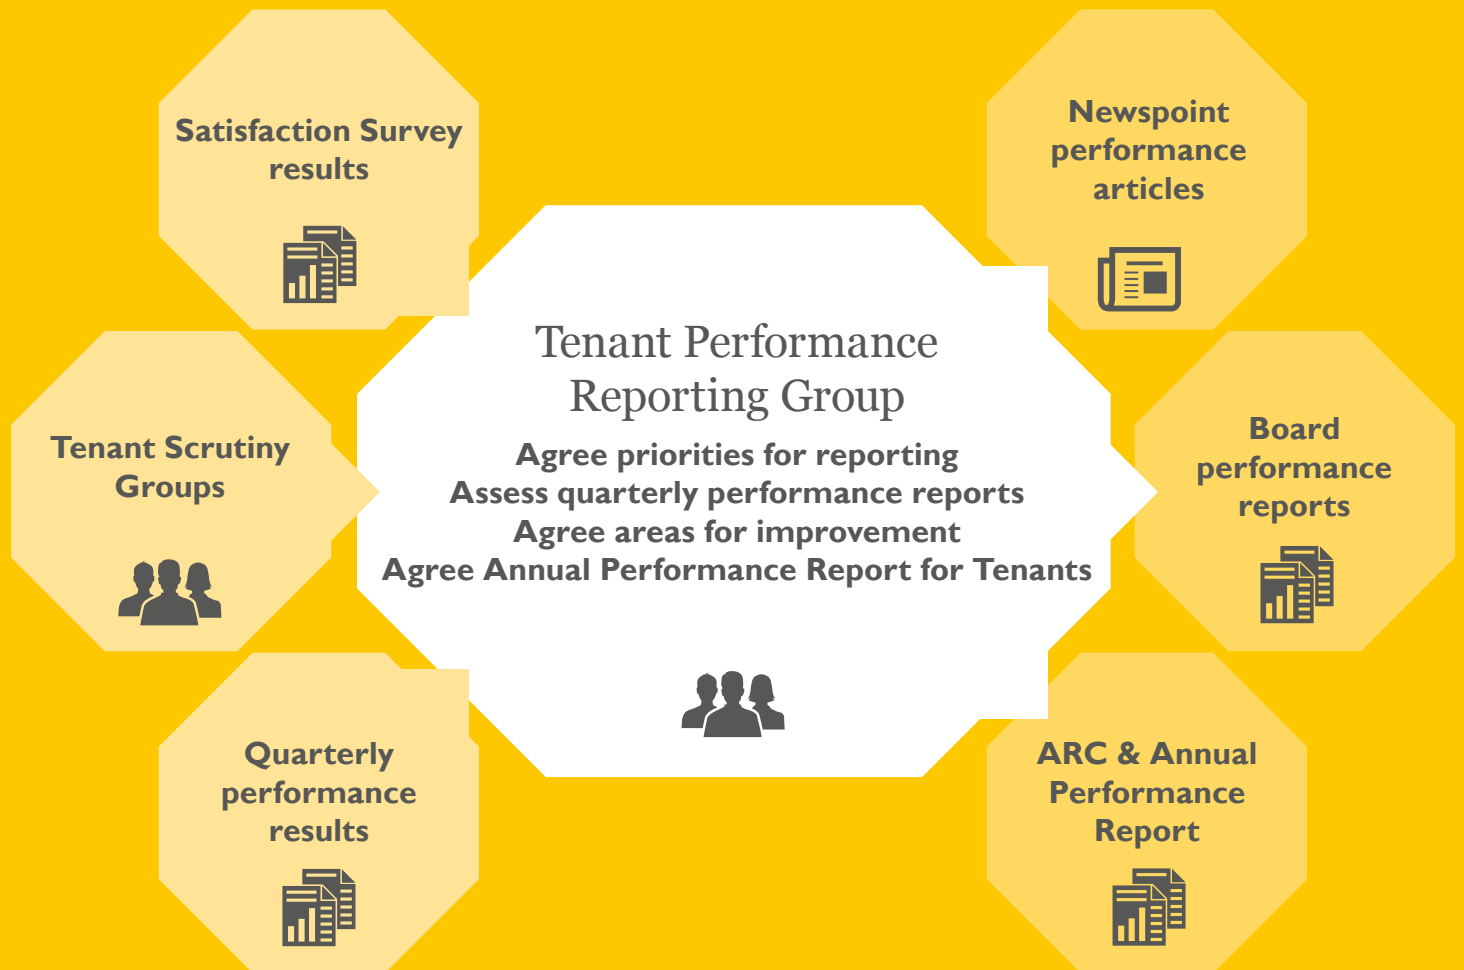 Satisfaction Survey
results
Newspoint
performance
articles
Tenant Performance
Reporting Group
Agree priorities for reporting
Assess quarterly performance reports
Agree areas for improvement
Agree Annual Performance Report for Tenants
Tenant Scrutiny
Groups
Board
performance
reports
Quarterly
performance
results
ARC & Annual
Performance
Report